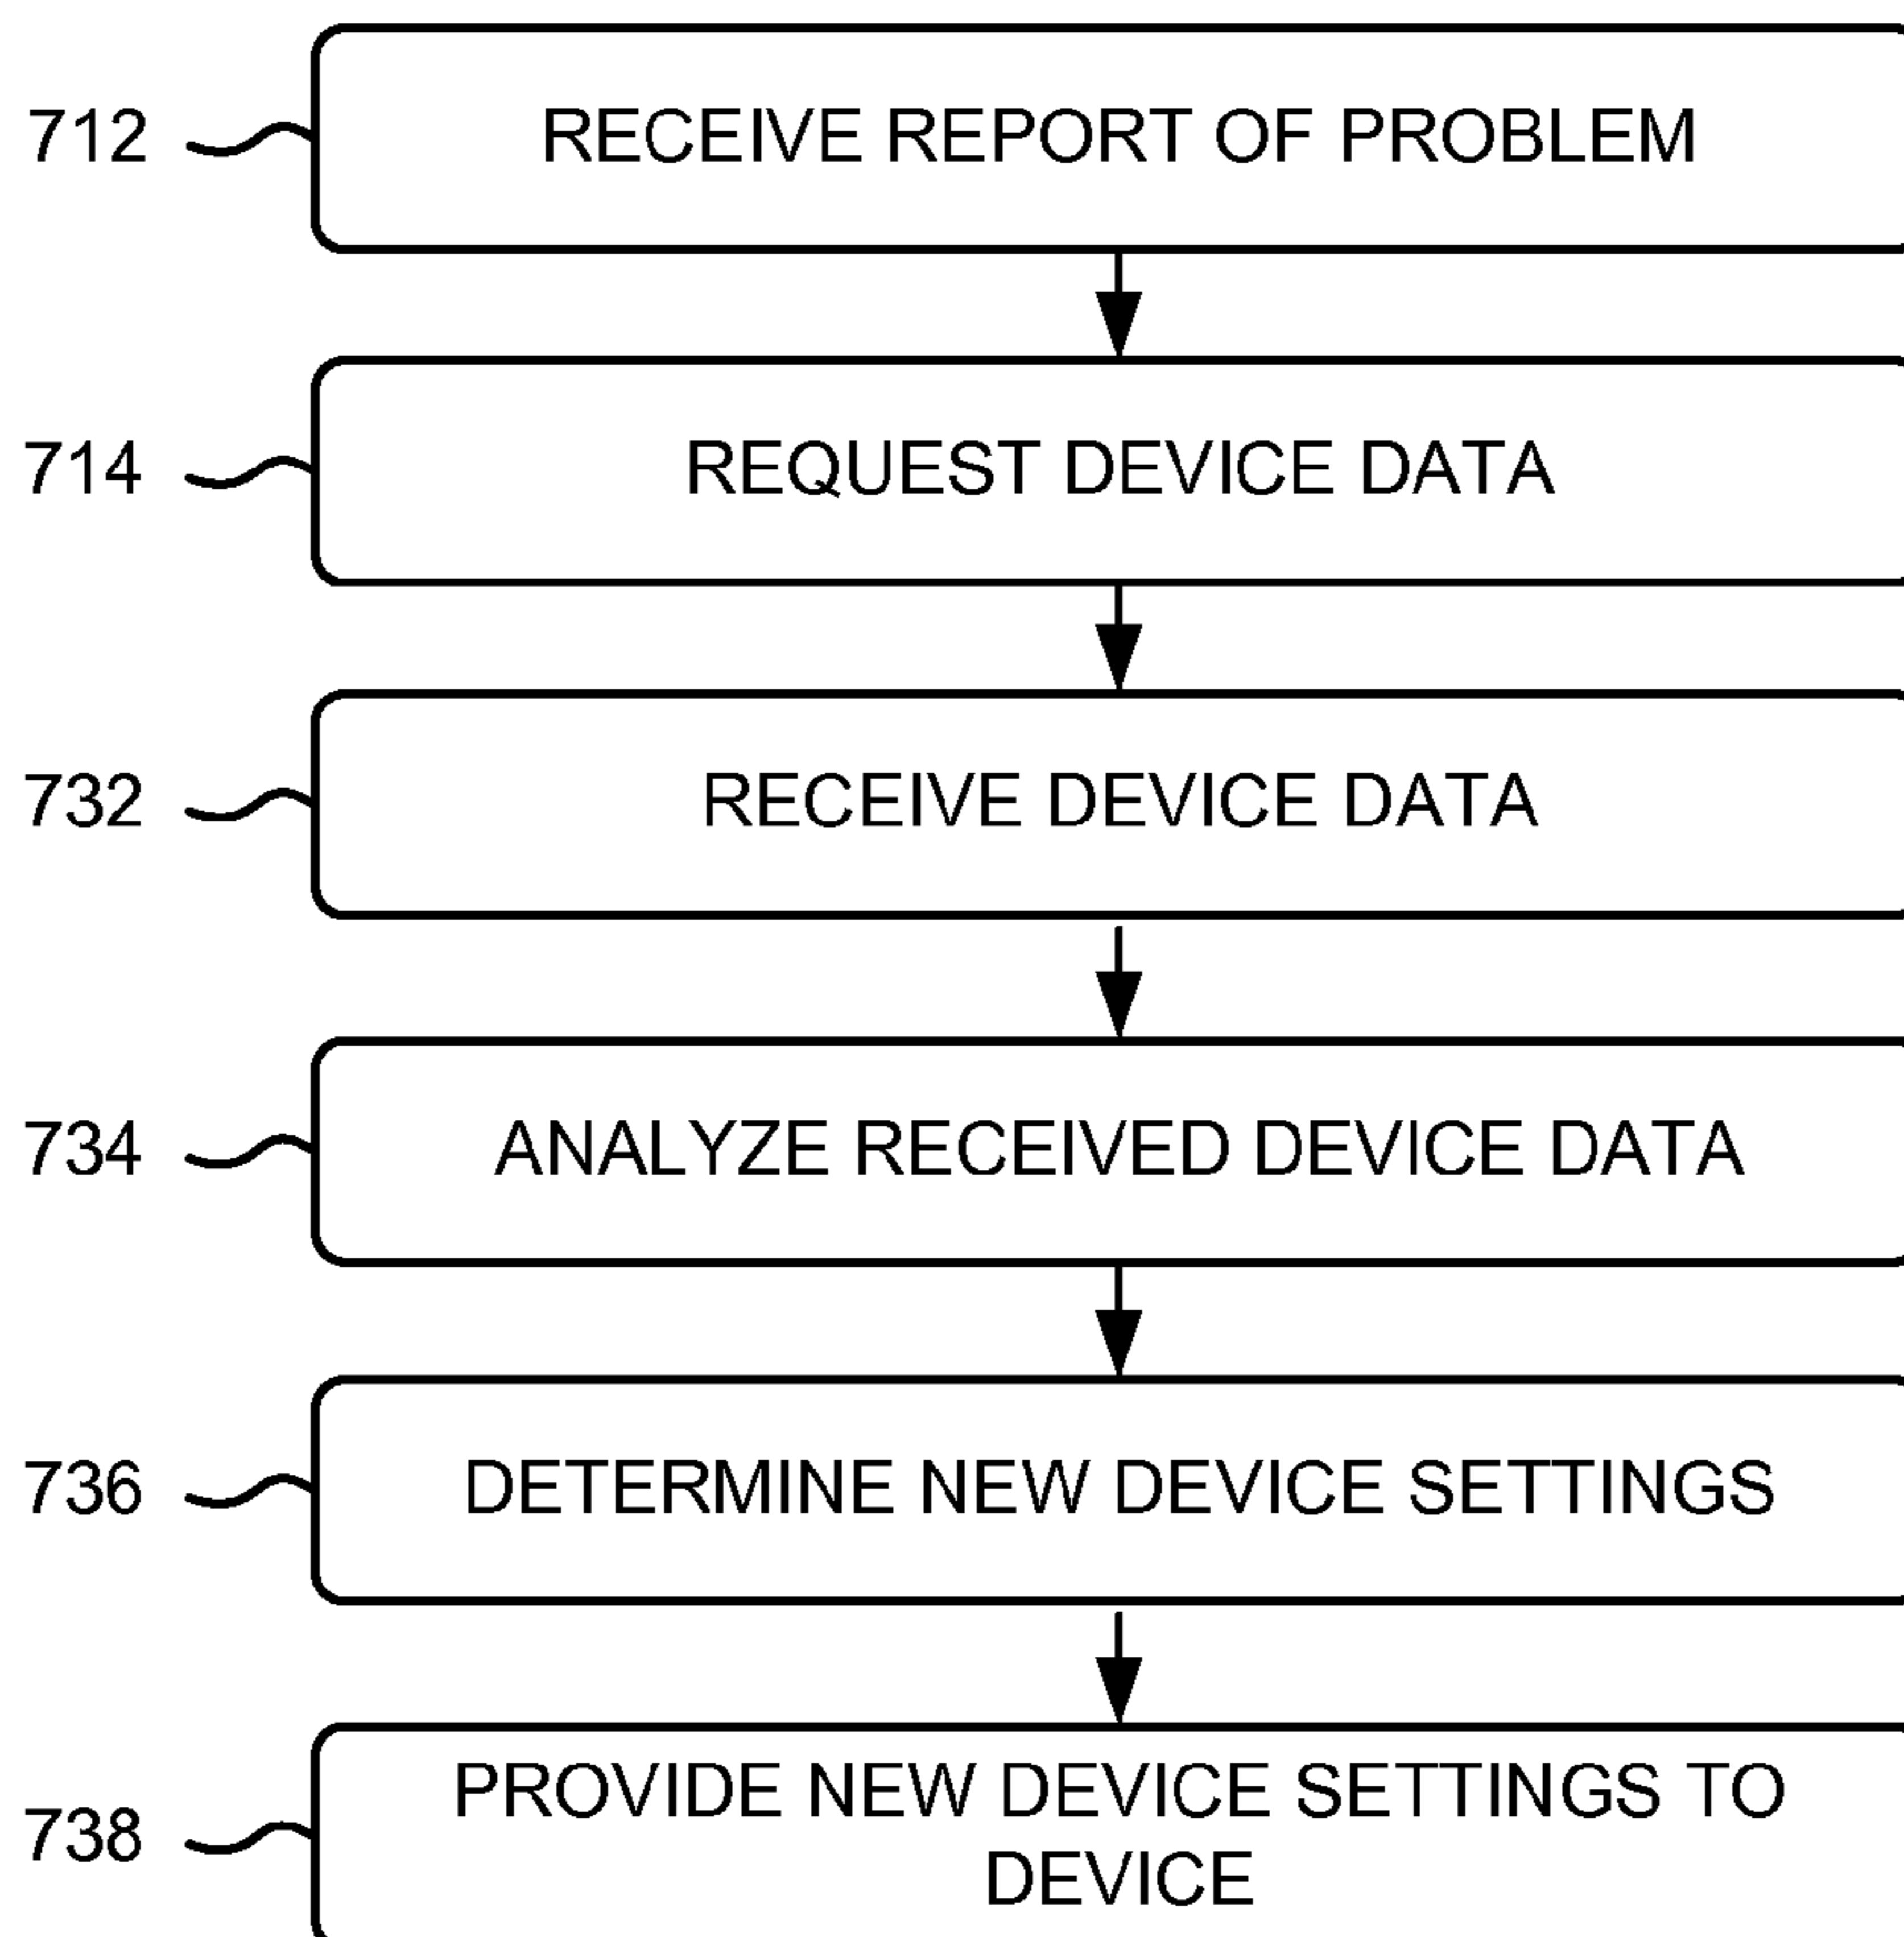 712 RECEIVE REPORT OF PROBLEM
714 REQUEST DEVICE DATA
732 RECEIVE DEVICE DATA
734 ANALYZE RECEIVED DEVICE DATA
736 DETERMINE NEW DEVICE SETTINGS
738 PROVIDE NEW DEVICE SETTINGS TO
DEVICE